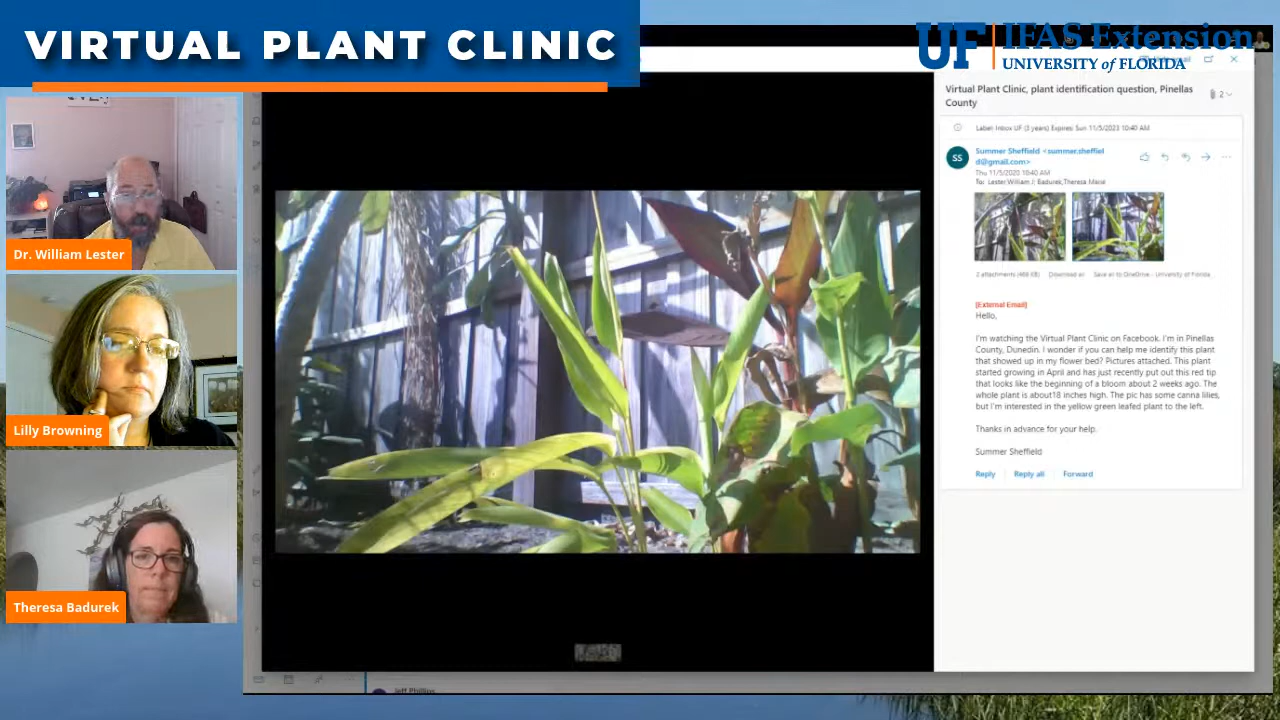 VIRTUAL PLANT CLINIC
UF IFAS Extension
UNIVERSITY of FLORIDA
Dr. William Lester
Lilly Browning
Theresa Badurek
Virtual Plant Clinic, plant identification question, Pinellas
County
2
Label: Inbox UF (3 years) Expires: Sun 11/5/2023 10:40 AM
SS
Summer Sheffield <summer.sheffiel
d@gmail.com>
Thu 11/5/2020 10:40 AM
To: Lester,William J; Badurek,Theresa Marie
2 attachments (468 KB) Download all Save all to OneDrive - University of Florida
[External Email]
Hello,
I'm watching the Virtual Plant Clinic on Facebook. I'm in Pinellas
County, Dunedin. I wonder if you can help me identify this plant
that showed up in my flower bed? Pictures attached. This plant
started growing in April and has just recently put out this red tip
that looks like the beginning of a bloom about 2 weeks ago. The
whole plant is about18 inches high. The pic has some canna lilies,
but I'm interested in the yellow green leafed plant to the left.
Thanks in advance for your help.
Summer Sheffield
Reply Reply all Forward
Jeff Phillips